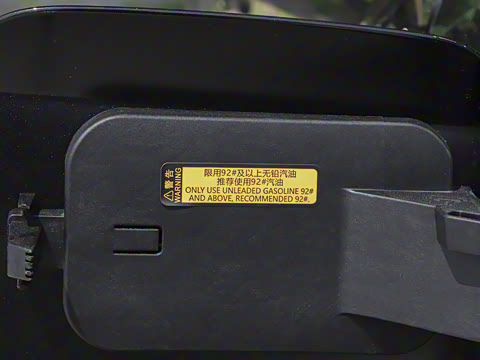 警告
WARNING
限用92#及以上无铅汽油
推荐使用92#汽油
ONLY USE UNLEADED GASOLINE 92#
AND ABOVE, RECOMMENDED 92#.